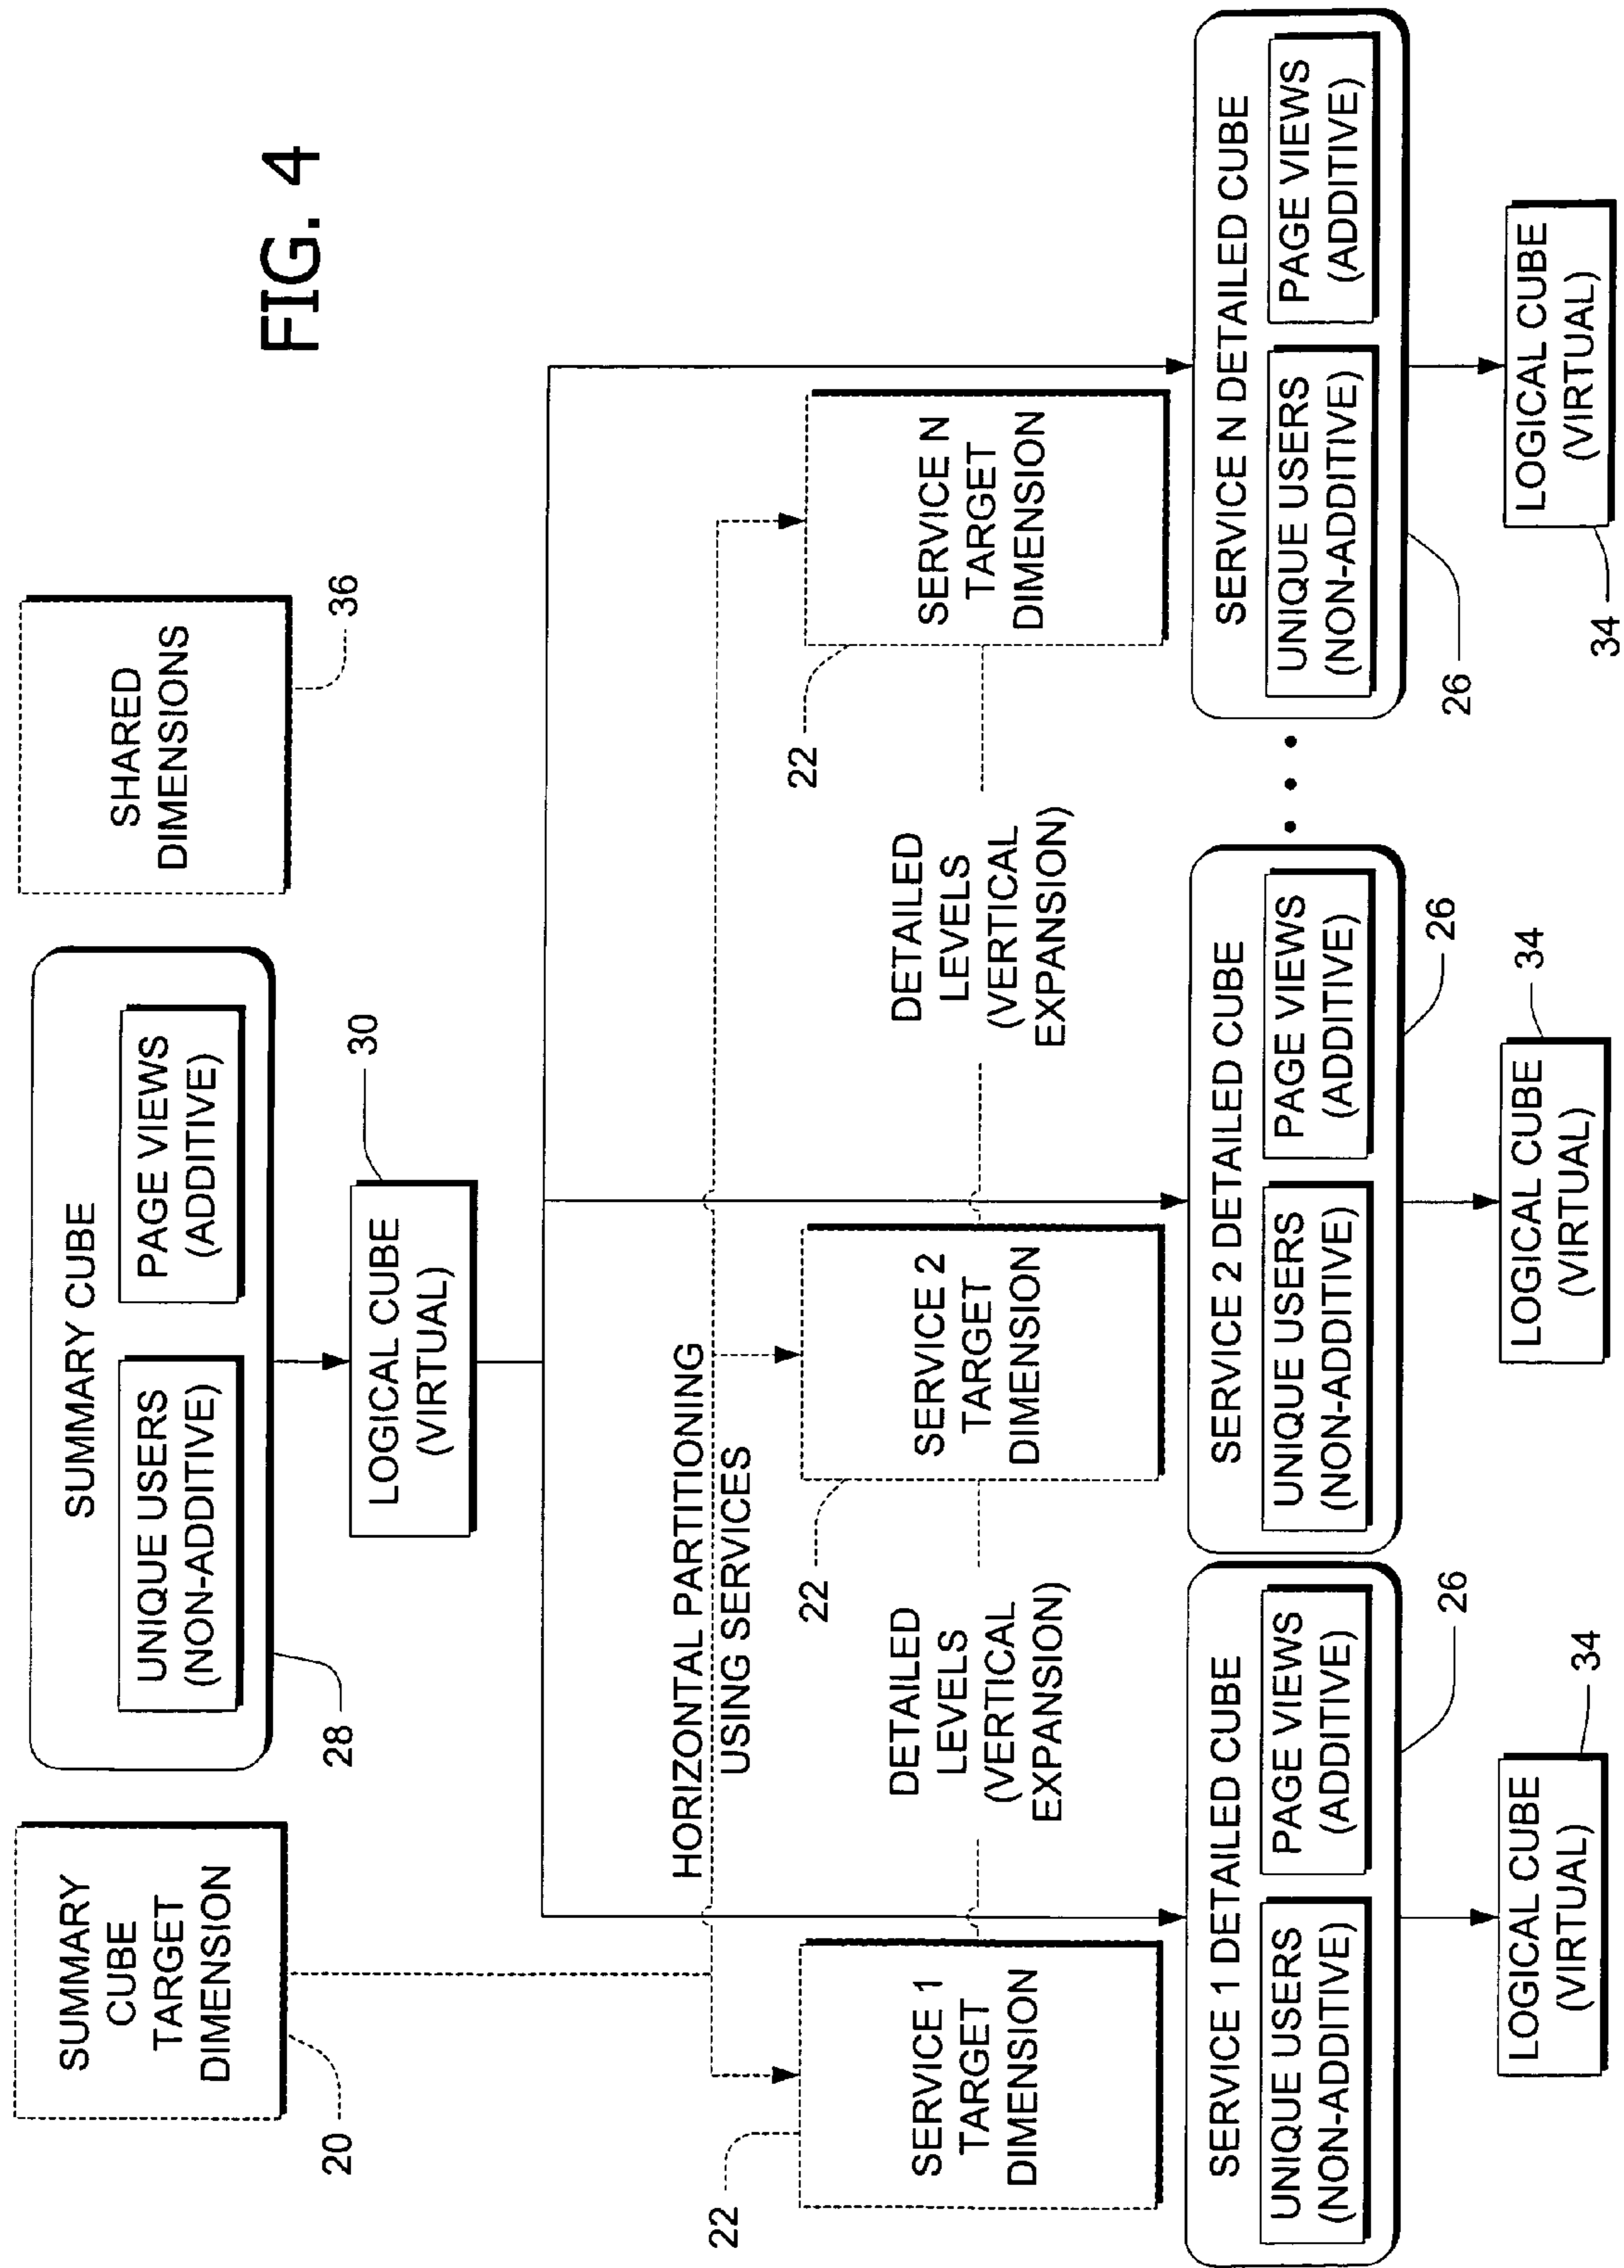 FIG. 4
SUMMARY
CUBE
TARGET
DIMENSION
20
SUMMARY CUBE
UNIQUE USERS
(NON-ADDITIVE)
PAGE VIEWS
(ADDITIVE)
28
SHARED
DIMENSIONS
36
LOGICAL CUBE
(VIRTUAL)
30
HORIZONTAL PARTITIONING
USING SERVICES
22
SERVICE 1
TARGET
DIMENSION
DETAILED
LEVELS
(VERTICAL
EXPANSION)
22
SERVICE 2
TARGET
DIMENSION
DETAILED
LEVELS
(VERTICAL
EXPANSION)
22
SERVICE N
TARGET
DIMENSION
SERVICE 1 DETAILED CUBE
UNIQUE USERS
(NON-ADDITIVE)
PAGE VIEWS
(ADDITIVE)
26
SERVICE 2 DETAILED CUBE
UNIQUE USERS
(NON-ADDITIVE)
PAGE VIEWS
(ADDITIVE)
26
• • •
SERVICE N DETAILED CUBE
UNIQUE USERS
(NON-ADDITIVE)
PAGE VIEWS
(ADDITIVE)
26
LOGICAL CUBE
(VIRTUAL)
34
LOGICAL CUBE
(VIRTUAL)
34
LOGICAL CUBE
(VIRTUAL)
34